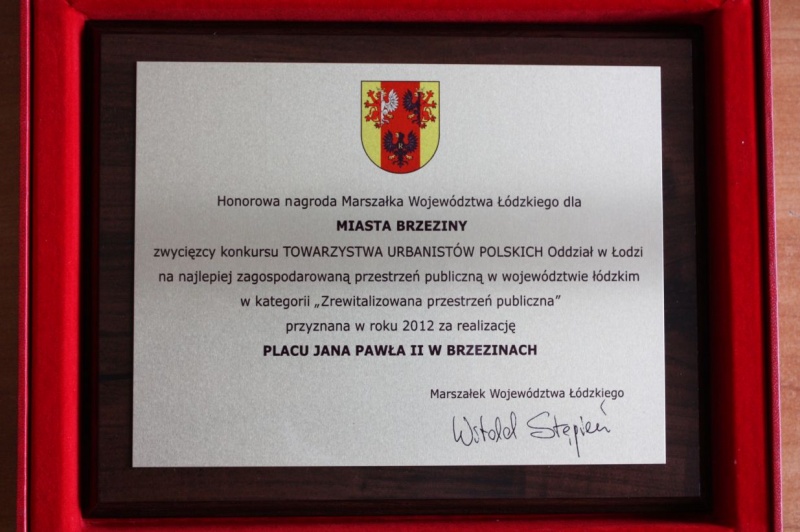 Honorowa nagroda Marszałka Województwa Łódzkiego dla
MIASTA BRZEZINY
zwycięzcy konkursu TOWARZYSTWA URBANISTÓW POLSKICH Oddział w Łodzi
na najlepiej zagospodarowaną przestrzeń publiczną w województwie łódzkim
w kategorii „Zrewitalizowana przestrzeń publiczna”
przyznana w roku 2012 za realizację
PLACU JANA PAWŁA II W BRZEZINACH
Marszałek Województwa Łódzkiego
Witold Stępień